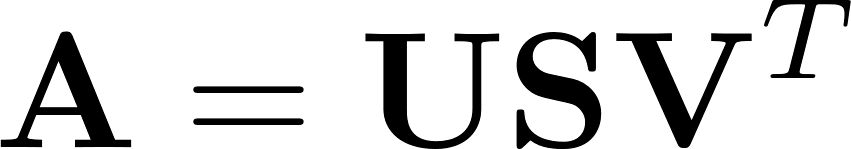 A = USV^T